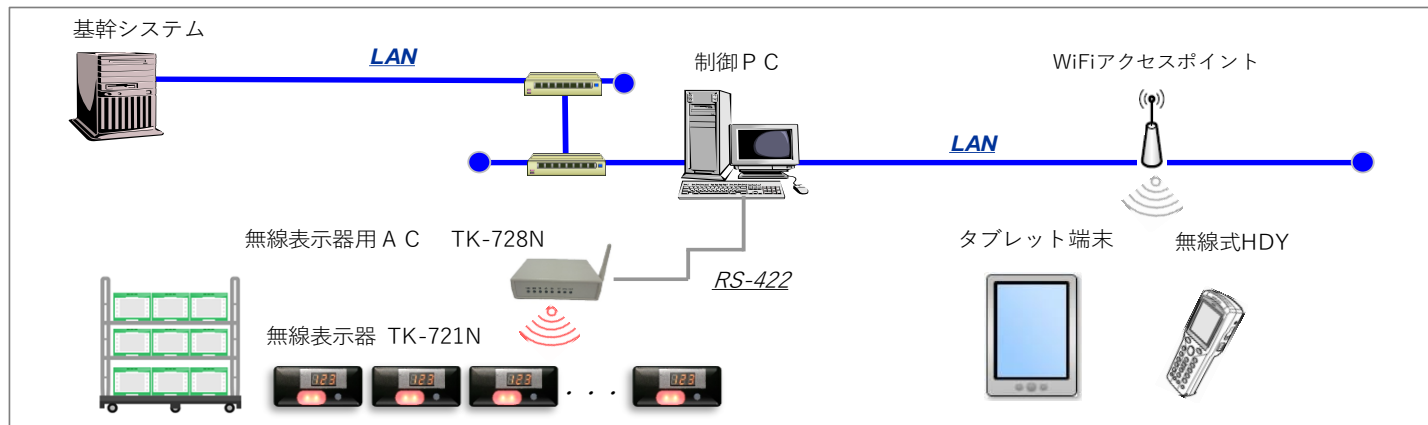 基幹システム
LAN
制御ＰＣ
WiFiアクセスポイント
LAN
無線表示器用ＡＣ TK-728N
RS-422
タブレット端末
無線式HDY
無線表示器 TK-721N
123
123
123
・・・
123